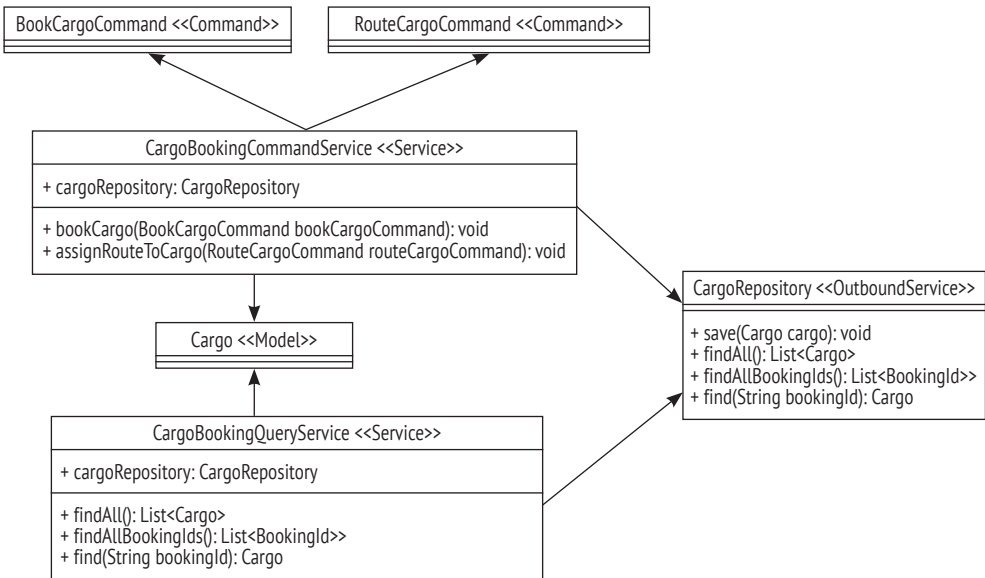 BookCargoCommand <<Command>>
RouteCargoCommand <<Command>>
CargoBookingCommandService <<Service>>
+ cargoRepository: CargoRepository
+ bookCargo(BookCargoCommand bookCargoCommand): void
+ assignRouteToCargo(RouteCargoCommand routeCargoCommand): void
CargoRepository <<OutboundService>>
+ save(Cargo cargo): void
+ findAll(): List<Cargo>
+ findAllBookingIds(): List<BookingId>>
+ find(String bookingId): Cargo
Cargo <<Model>>
CargoBookingQueryService <<Service>>
+ cargoRepository: CargoRepository
+ findAll(): List<Cargo>
+ findAllBookingIds(): List<BookingId>>
+ find(String bookingId): Cargo